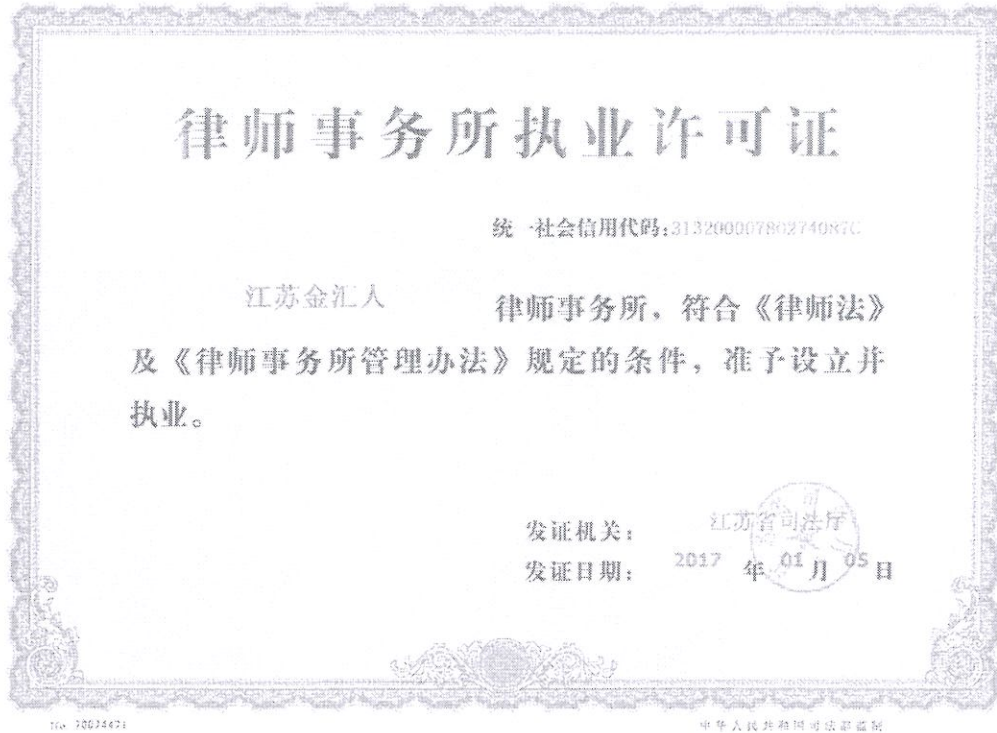 律师事务所执业许可证
统一社会信用代码:
江苏金汇人 律师事务所，符合《律师法》
及《律师事务所管理办法》规定的条件，准予设立并
执业。
发证机关： 江苏省司法厅
发证日期： 2017 年 01 月 05 日
No.
中华人民共和国司法部监制